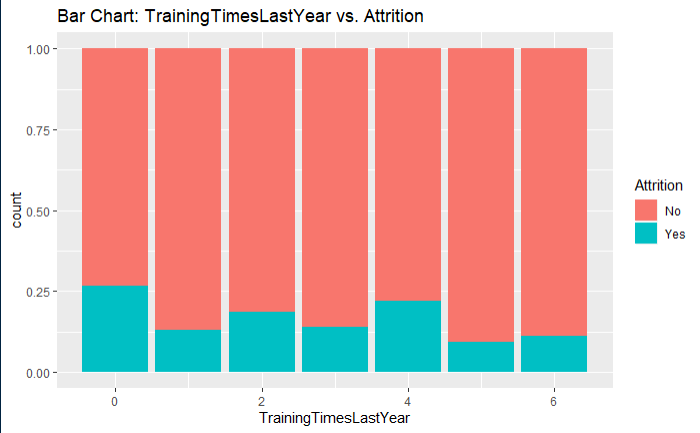 Bar Chart: TrainingTimesLastYear vs. Attrition
1.00
0.75
0.50
0.25
0.00
count
0 2 4 6
TrainingTimesLastYear
Attrition
No
Yes